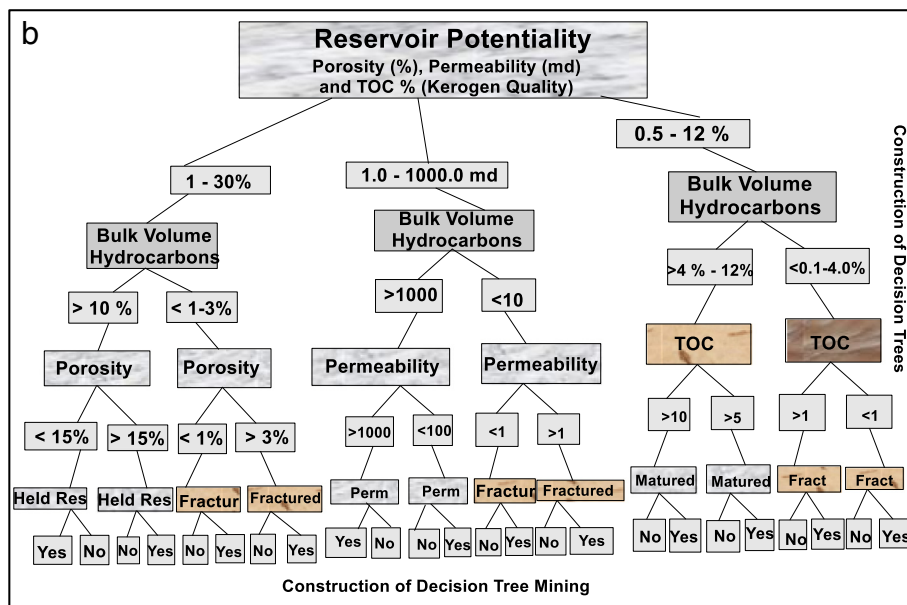 b
Reservoir Potentiality
Porosity (%), Permeability (md)
and TOC % (Kerogen Quality)
1 - 30%
1.0 - 1000.0 md
0.5 - 12 %
Bulk Volume
Hydrocarbons
Bulk Volume
Hydrocarbons
Bulk Volume
Hydrocarbons
> 10 %
< 1-3%
>1000
<10
>4 % - 12%
<0.1-4.0%
Porosity
Porosity
Permeability
Permeability
TOC
TOC
< 15%
> 15%
< 1%
> 3%
>1000
<100
<1
>1
>10
>5
>1
<1
Held Res
Held Res
Fractur
Fractured
Perm
Perm
Fractur
Fractured
Matured
Matured
Fract
Fract
Yes
No
No
Yes
No
Yes
No
Yes
Yes
No
No
Yes
No
Yes
No
Yes
No
Yes
No
Yes
No
Yes
No
Yes
Construction of Decision Trees
Construction of Decision Tree Mining